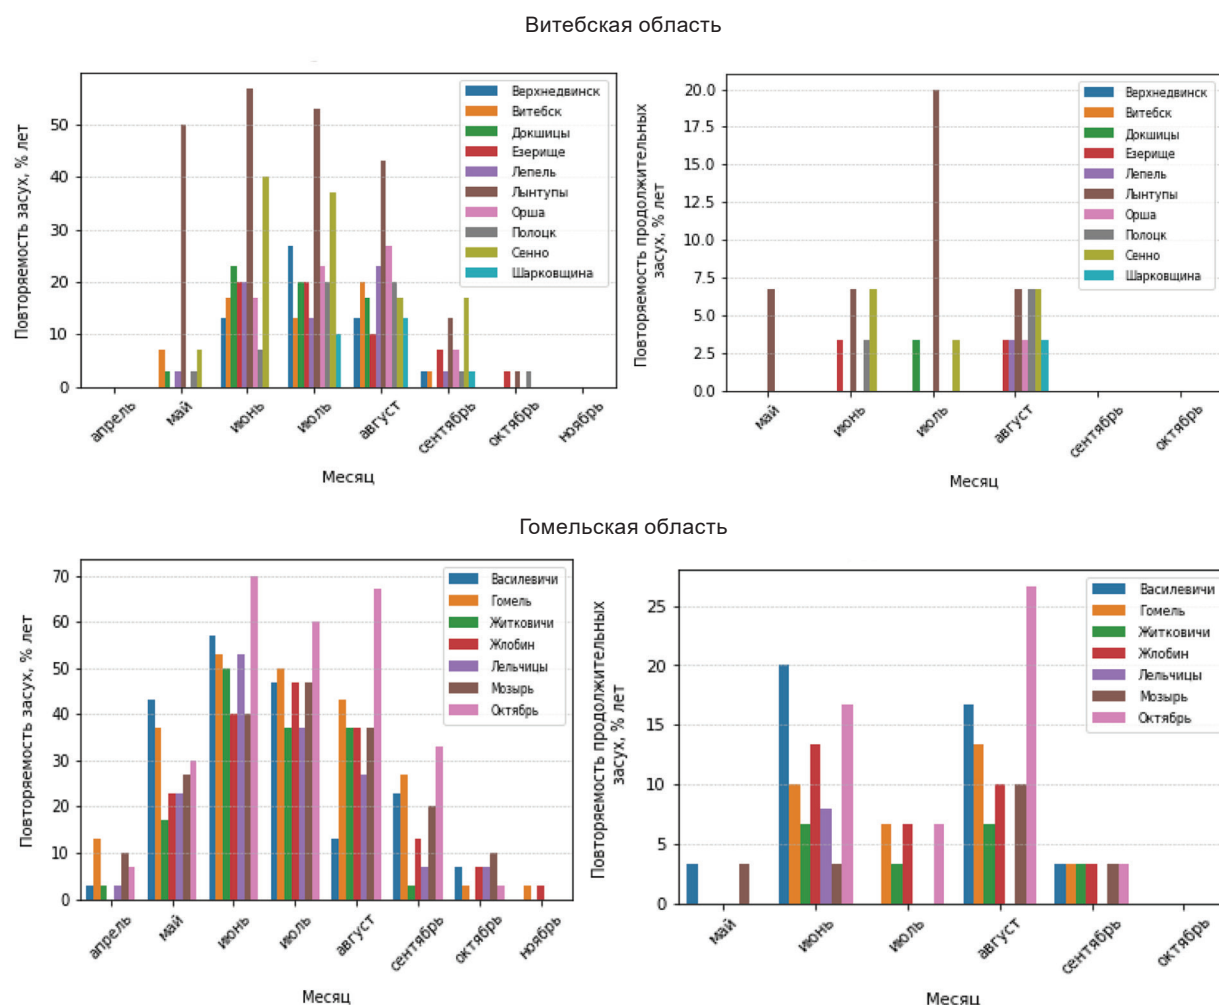 Витебская область
Повторяемость засух, % лет
50
40
30
20
10
0
Верхнедвинск
Витебск
Докшицы
Езерище
Лепель
Лынтупы
Орша
Полоцк
Сенно
Шарковщина
апрель
май
июнь
июль
август
сентябрь
октябрь
ноябрь
Месяц
Повторяемость продолжительных
засух, % лет
20.0
17.5
15.0
12.5
10.0
7.5
5.0
2.5
0.0
Верхнедвинск
Витебск
Докшицы
Езерище
Лепель
Лынтупы
Орша
Полоцк
Сенно
Шарковщина
май
июнь
июль
август
сентябрь
октябрь
Месяц
Гомельская область
Повторяемость засух, % лет
70
60
50
40
30
20
10
0
Василевичи
Гомель
Житковичи
Жлобин
Лельчицы
Мозырь
Октябрь
апрель
май
июнь
июль
август
сентябрь
октябрь
ноябрь
Месяц
Повторяемость продолжительных
засух, % лет
25
20
15
10
5
0
Василевичи
Гомель
Житковичи
Жлобин
Лельчицы
Мозырь
Октябрь
май
июнь
июль
август
сентябрь
октябрь
Месяц